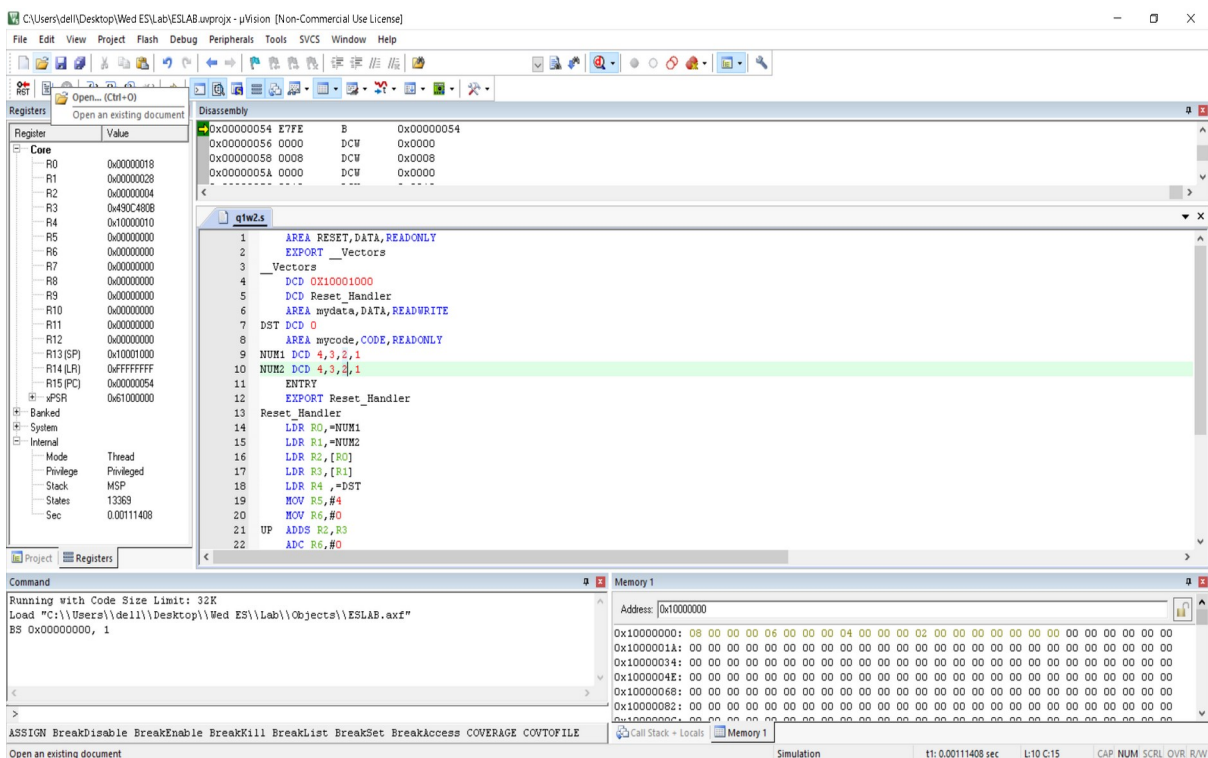 C:\Users\dell\Desktop\Wed ES\Lab\ESLAB.uvprojx - µVision [Non-Commercial Use License]
File Edit View Project Flash Debug Peripherals Tools SVCS Window Help
Open... (Ctrl+O)
Open an existing document
Registers
Register Value
Core
R0 0x00000018
R1 0x00000028
R2 0x00000004
R3 0x490C480B
R4 0x10000010
R5 0x00000000
R6 0x00000000
R7 0x00000000
R8 0x00000000
R9 0x00000000
R10 0x00000000
R11 0x00000000
R12 0x00000000
R13 (SP) 0x10001000
R14 (LR) 0xFFFFFFFF
R15 (PC) 0x00000054
xPSR 0x61000000
Banked
System
Internal
Mode Thread
Privilege Privileged
Stack MSP
States 13369
Sec 0.00111408
Project Registers
Disassembly
0x00000054 E7FE B 0x00000054
0x00000056 0000 DCW 0x0000
0x00000058 0008 DCW 0x0008
0x0000005A 0000 DCW 0x0000
q1w2.s
1 AREA RESET,DATA,READONLY
2 EXPORT __Vectors
3 __Vectors
4 DCD 0X10001000
5 DCD Reset_Handler
6 AREA mydata,DATA,READWRITE
7 DST DCD 0
8 AREA mycode,CODE,READONLY
9 NUM1 DCD 4,3,2,1
10 NUM2 DCD 4,3,2,1
11 ENTRY
12 EXPORT Reset_Handler
13 Reset_Handler
14 LDR R0,=NUM1
15 LDR R1,=NUM2
16 LDR R2,[R0]
17 LDR R3,[R1]
18 LDR R4 ,=DST
19 MOV R5,#4
20 MOV R6,#0
21 UP ADDS R2,R3
22 ADC R6,#0
Command
Running with Code Size Limit: 32K
Load "C:\\Users\\dell\\Desktop\\Wed ES\\Lab\\Objects\\ESLAB.axf"
BS 0x00000000, 1
>
ASSIGN BreakDisable BreakEnable BreakKill BreakList BreakSet BreakAccess COVERAGE COVTOFILE
Memory 1
Address: 0x10000000
0x10000000: 08 00 00 00 06 00 00 00 04 00 00 00 02 00 00 00 00 00 00 00 00 00 00 00 00 00
0x1000001A: 00 00 00 00 00 00 00 00 00 00 00 00 00 00 00 00 00 00 00 00 00 00 00 00 00 00
0x10000034: 00 00 00 00 00 00 00 00 00 00 00 00 00 00 00 00 00 00 00 00 00 00 00 00 00 00
0x1000004E: 00 00 00 00 00 00 00 00 00 00 00 00 00 00 00 00 00 00 00 00 00 00 00 00 00 00
0x10000068: 00 00 00 00 00 00 00 00 00 00 00 00 00 00 00 00 00 00 00 00 00 00 00 00 00 00
0x10000082: 00 00 00 00 00 00 00 00 00 00 00 00 00 00 00 00 00 00 00 00 00 00 00 00 00 00
Call Stack + Locals Memory 1
Open an existing document Simulation t1: 0.00111408 sec L:10 C:15 CAP NUM SCRL OVR R/W